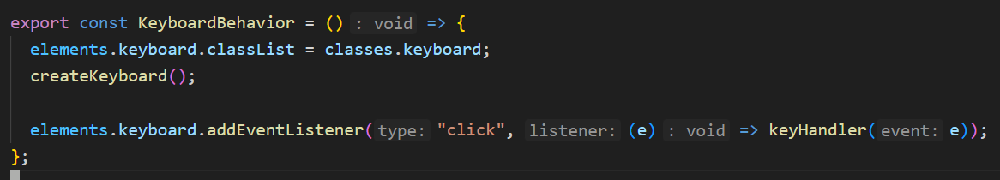 export const KeyboardBehavior = () : void => {
elements.keyboard.classList = classes.keyboard;
createKeyboard();
elements.keyboard.addEventListener(type: "click", listener: (e) : void => keyHandler(event: e));
};